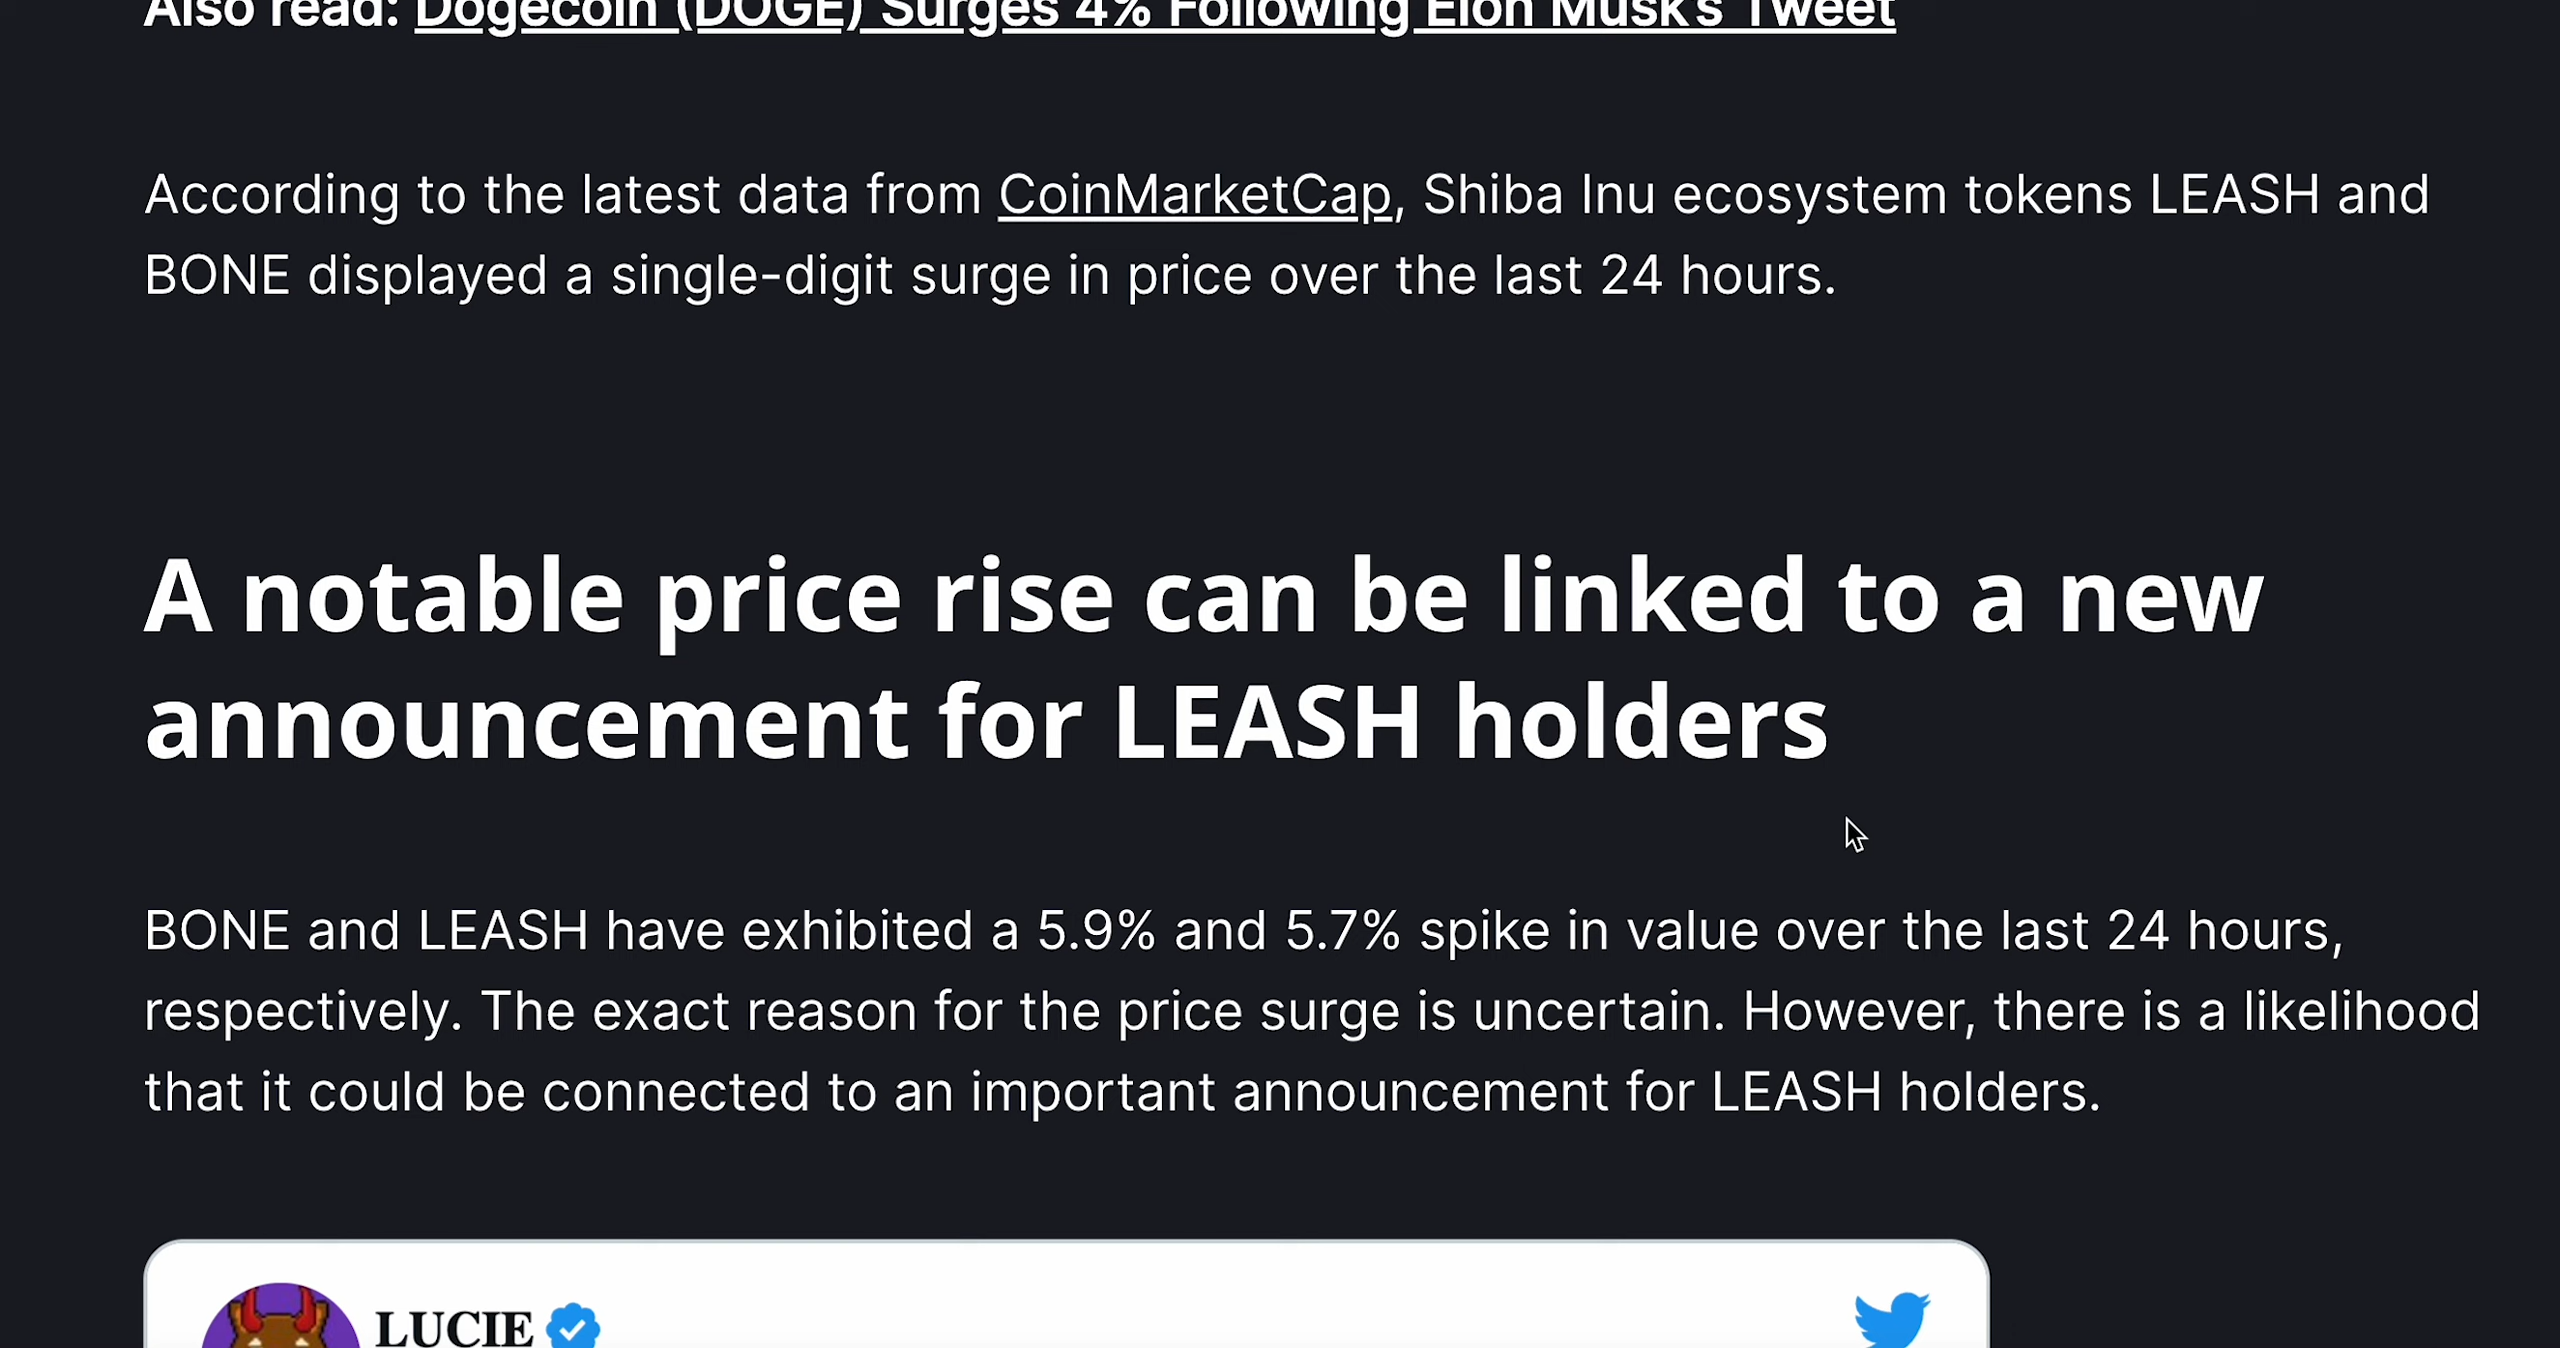 Also read: Dogecoin (DOGE) Surges 4% Following Elon Musk's Tweet
According to the latest data from CoinMarketCap, Shiba Inu ecosystem tokens LEASH and
BONE displayed a single-digit surge in price over the last 24 hours.
A notable price rise can be linked to a new
announcement for LEASH holders
BONE and LEASH have exhibited a 5.9% and 5.7% spike in value over the last 24 hours,
respectively. The exact reason for the price surge is uncertain. However, there is a likelihood
that it could be connected to an important announcement for LEASH holders.
LUCIE